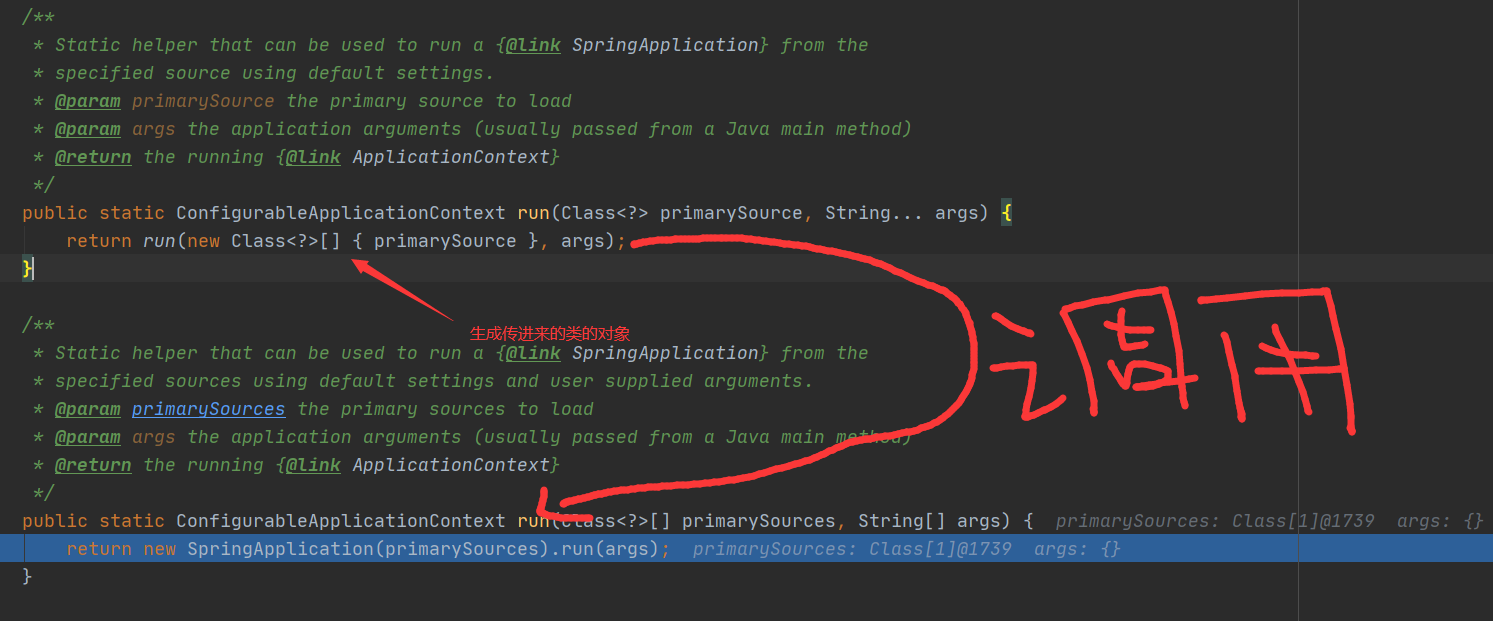 /**
* Static helper that can be used to run a {@link SpringApplication} from the
* specified source using default settings.
* @param primarySource the primary source to load
* @param args the application arguments (usually passed from a Java main method)
* @return the running {@link ApplicationContext}
*/
public static ConfigurableApplicationContext run(Class<?> primarySource, String... args) {
return run(new Class<?>[] { primarySource }, args);
}
生成传进来的类的对象
调用
/**
* Static helper that can be used to run a {@link SpringApplication} from the
* specified sources using default settings and user supplied arguments.
* @param primarySources the primary sources to load
* @param args the application arguments (usually passed from a Java main method)
* @return the running {@link ApplicationContext}
*/
public static ConfigurableApplicationContext run(Class<?>[] primarySources, String[] args) { primarySources: Class[1]@1739 args: {}
return new SpringApplication(primarySources).run(args); primarySources: Class[1]@1739 args: {}
}